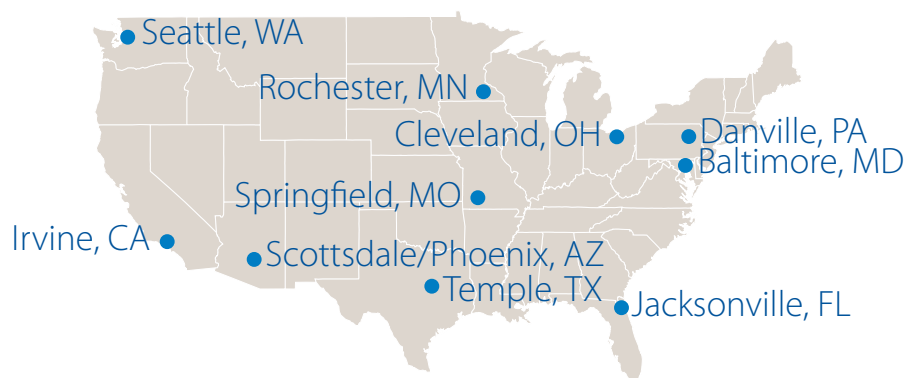 Seattle, WA
Rochester, MN
Cleveland, OH
Danville, PA
Baltimore, MD
Springfield, MO
Irvine, CA
Scottsdale/Phoenix, AZ
Temple, TX
Jacksonville, FL